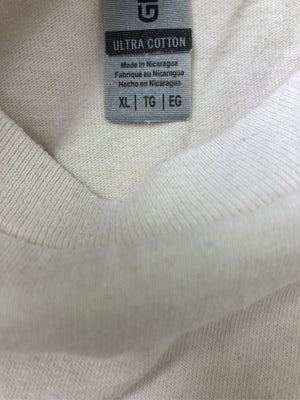 ULTRA COTTON
Made in Nicaragua
Fabriqué au Nicaragua
Hecho en Nicaragua
XL | TG | EG